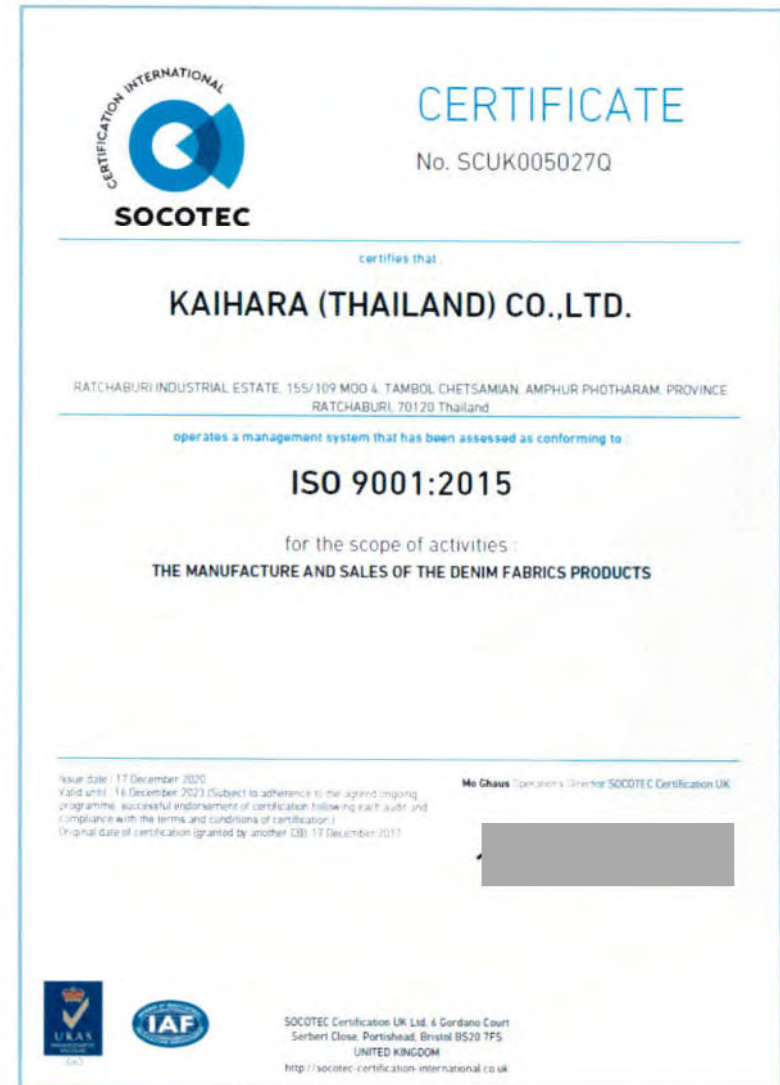 CERTIFICATION INTERNATIONAL
SOCOTEC
CERTIFICATE
No. SCUK005027Q
certifies that :
KAIHARA (THAILAND) CO.,LTD.
RATCHABURI INDUSTRIAL ESTATE, 155/109 MOO 4, TAMBOL CHETSAMIAN, AMPHUR PHOTHARAM, PROVINCE
RATCHABURI, 70120 Thailand
operates a management system that has been assessed as conforming to :
ISO 9001:2015
for the scope of activities :
THE MANUFACTURE AND SALES OF THE DENIM FABRICS PRODUCTS
Issue date : 17 December 2020
Valid until : 16 December 2023 (Subject to adherence to the agreed ongoing
programme, successful endorsement of certification following each audit and
compliance with the terms and conditions of certification.)
Original date of certification (granted by another CB): 17 December 2017
Mo Ghaus Operations Director SOCOTEC Certification UK
UKAS
MANAGEMENT
SYSTEMS
IAF
SOCOTEC Certification UK Ltd, 6 Gordano Court
Serbert Close, Portishead, Bristol BS20 7FS
UNITED KINGDOM
http://socotec-certification-international.co.uk